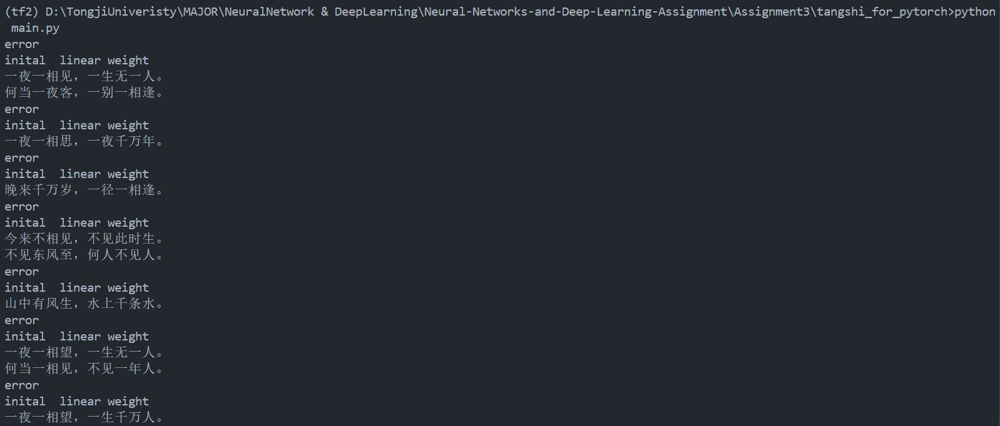 (tf2) D:\TongjiUniveristy\MAJOR\NeuralNetwork & DeepLearning\Neural-Networks-and-Deep-Learning-Assignment\Assignment3\tangshi_for_pytorch>python
 main.py
error
inital  linear weight
一夜一相见，一生无一人。
何当一夜客，一别一相逢。
error
inital  linear weight
一夜一相思，一夜千万年。
error
inital  linear weight
晚来千万岁，一径一相逢。
error
inital  linear weight
今来不相见，不见此时生。
不见东风至，何人不见人。
error
inital  linear weight
山中有风生，水上千条水。
error
inital  linear weight
一夜一相望，一生无一人。
何当一相见，不见一年人。
error
inital  linear weight
一夜一相望，一生千万人。